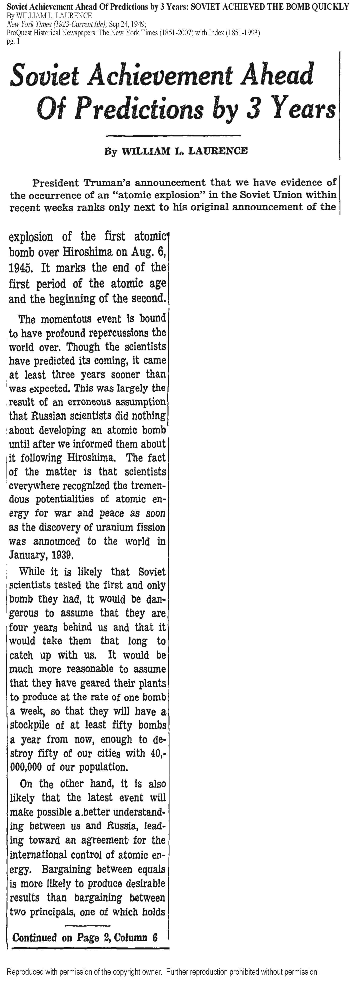 Soviet Achievement Ahead Of Predictions by 3 Years: SOVIET ACHIEVED THE BOMB QUICKLY
By WILLIAM L. LAURENCE
New York Times (1923-Current file); Sep 24, 1949;
ProQuest Historical Newspapers: The New York Times (1851-2007) with Index (1851-1993)
pg. 1
Soviet Achievement Ahead
Of Predictions by 3 Years
By WILLIAM L. LAURENCE
President Truman's announcement that we have evidence of
the occurrence of an "atomic explosion" in the Soviet Union within
recent weeks ranks only next to his original announcement of the
explosion of the first atomic
bomb over Hiroshima on Aug. 6,
1945. It marks the end of the
first period of the atomic age
and the beginning of the second.
The momentous event is bound
to have profound repercussions the
world over. Though the scientists
have predicted its coming, it came
at least three years sooner than
was expected. This was largely the
result of an erroneous assumption
that Russian scientists did nothing
about developing an atomic bomb
until after we informed them about
it following Hiroshima. The fact
of the matter is that scientists
everywhere recognized the tremen-
dous potentialities of atomic en-
ergy for war and peace as soon
as the discovery of uranium fission
was announced to the world in
January, 1939.
While it is likely that Soviet
scientists tested the first and only
bomb they had, it would be dan-
gerous to assume that they are
four years behind us and that it
would take them that long to
catch up with us. It would be
much more reasonable to assume
that they have geared their plants
to produce at the rate of one bomb
a week, so that they will have a
stockpile of at least fifty bombs
a year from now, enough to de-
stroy fifty of our cities with 40,-
000,000 of our population.
On the other hand, it is also
likely that the latest event will
make possible a better understand-
ing between us and Russia, lead-
ing toward an agreement for the
international control of atomic en-
ergy. Bargaining between equals
is more likely to produce desirable
results than bargaining between
two principals, one of which holds
Continued on Page 2, Column 6
Reproduced with permission of the copyright owner. Further reproduction prohibited without permission.